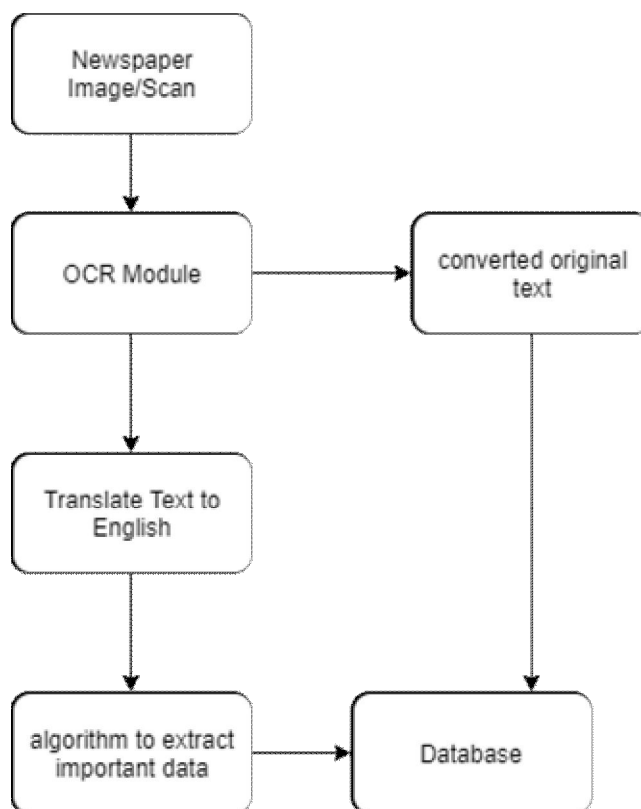 Newspaper
Image/Scan
OCR Module
converted original
text
Translate Text to
English
algorithm to extract
important data
Database